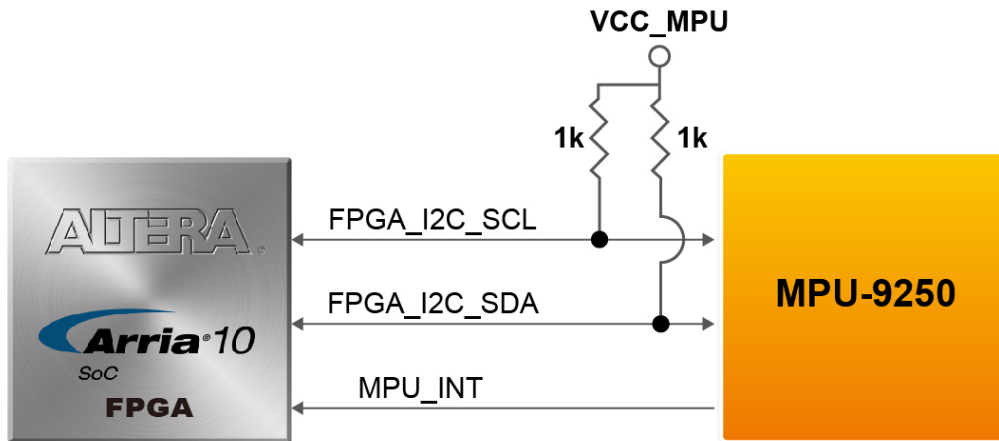 VCC_MPU
1k 1k
FPGA_I2C_SCL
ALTERA®
FPGA_I2C_SDA
MPU-9250
Arria® 10
SoC
MPU_INT
FPGA